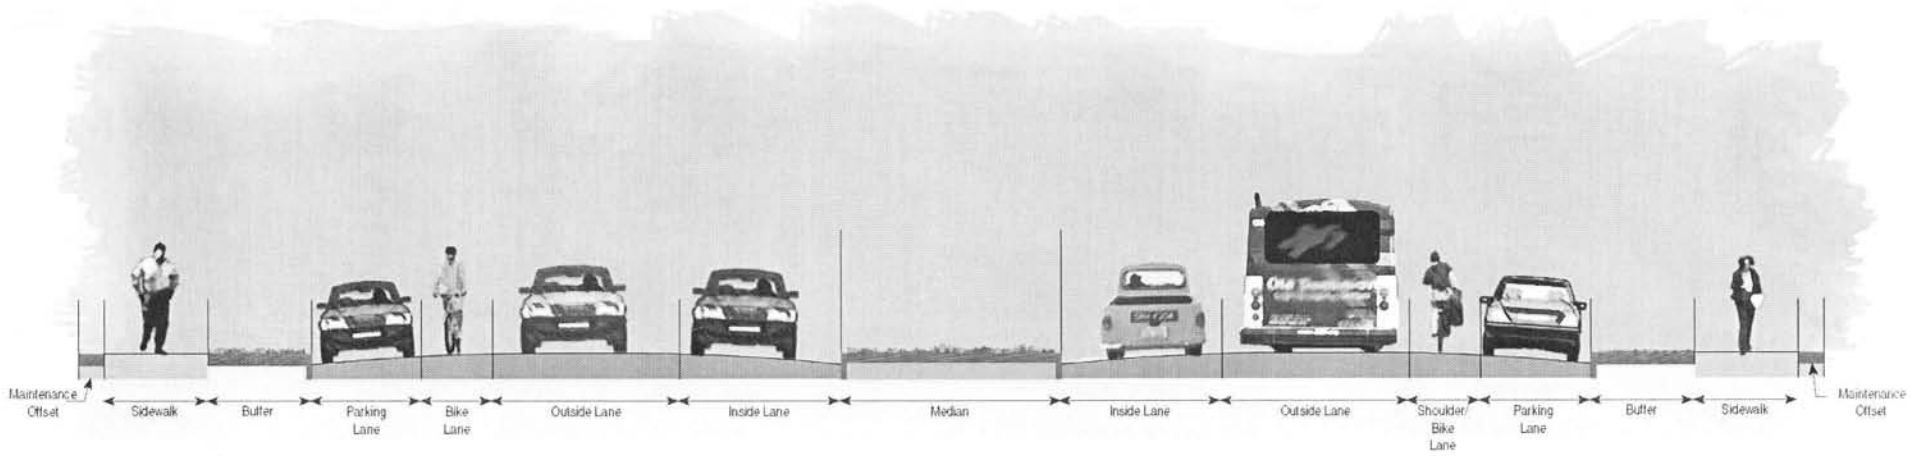 Maintenance
Offset
Sidewalk
Buffer
Parking
Lane
Bike
Lane
Outside Lane
Inside Lane
Median
Inside Lane
Outside Lane
Shoulder/
Bike
Lane
Parking
Lane
Buffer
Sidewalk
Maintenance
Offset